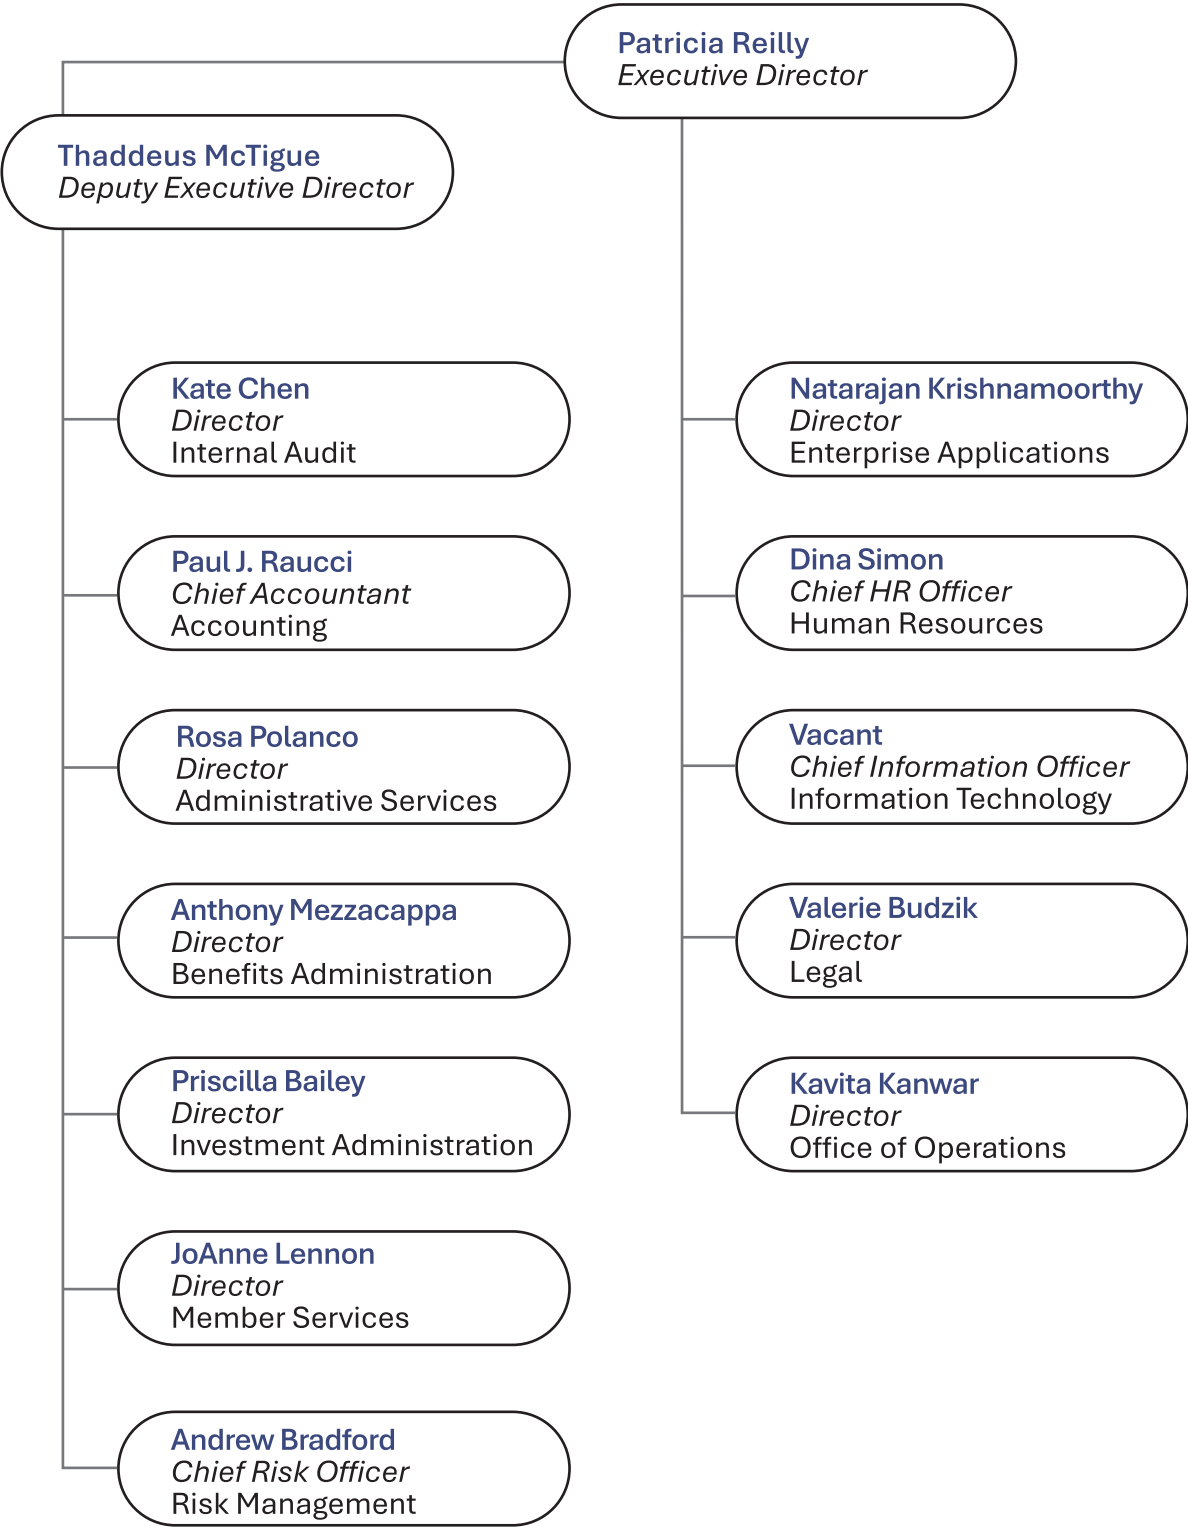 Patricia Reilly
Executive Director
Thaddeus McTigue
Deputy Executive Director
Kate Chen
Director
Internal Audit
Paul J. Raucci
Chief Accountant
Accounting
Rosa Polanco
Director
Administrative Services
Anthony Mezzacappa
Director
Benefits Administration
Priscilla Bailey
Director
Investment Administration
JoAnne Lennon
Director
Member Services
Andrew Bradford
Chief Risk Officer
Risk Management
Natarajan Krishnamoorthy
Director
Enterprise Applications
Dina Simon
Chief HR Officer
Human Resources
Vacant
Chief Information Officer
Information Technology
Valerie Budzik
Director
Legal
Kavita Kanwar
Director
Office of Operations